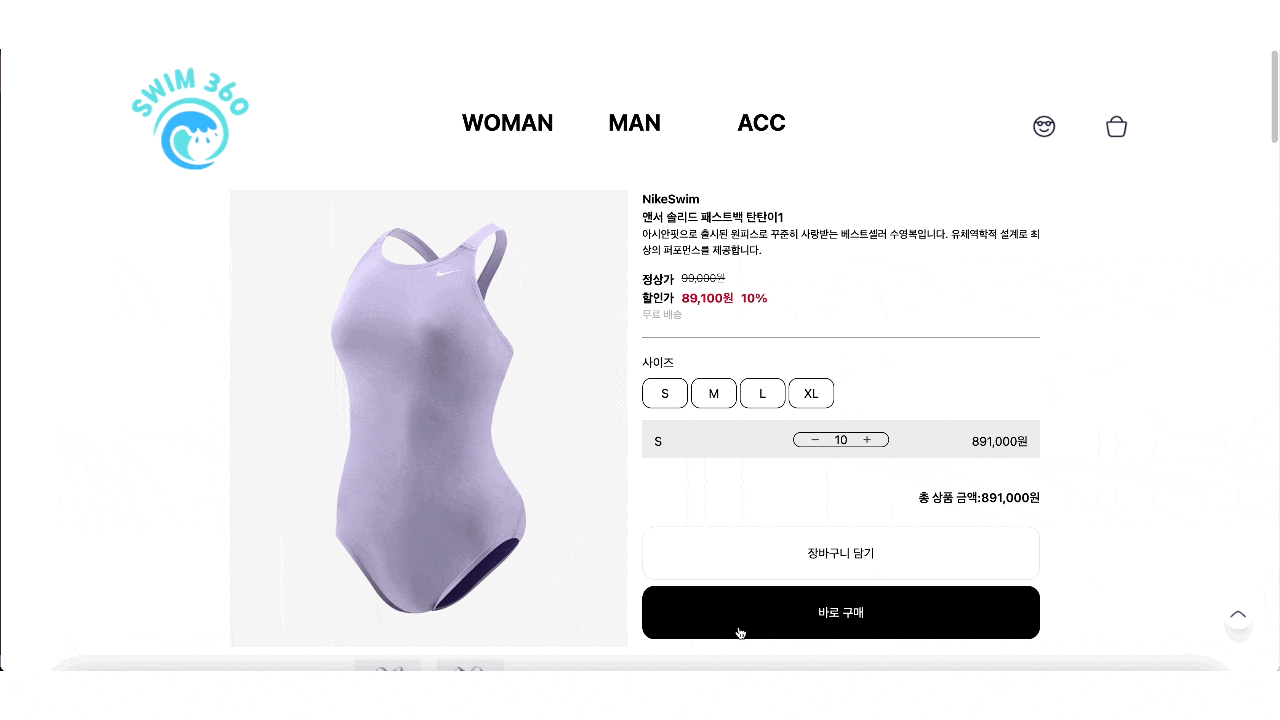 SWIM 360
WOMAN MAN ACC
NikeSwim
앤서 솔리드 패스트백 탄탄이1
아시안핏으로 출시된 원피스로 꾸준히 사랑받는 베스트셀러 수영복입니다. 유체역학적 설계로 최
상의 퍼포먼스를 제공합니다.
정상가 99,000원
할인가 89,100원 10%
무료 배송
사이즈
S M L XL
S − 10 + 891,000원
총 상품 금액:891,000원
장바구니 담기
바로 구매